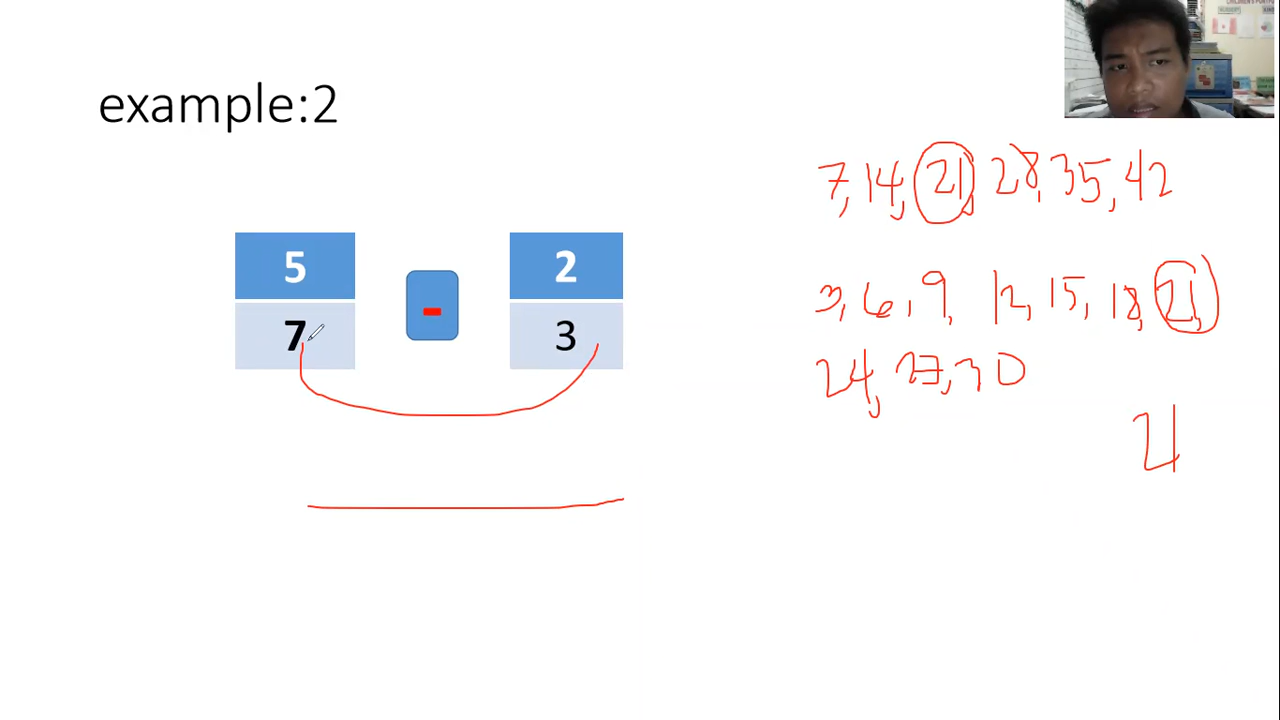 example:2
7, 14, 21, 28, 35, 42
5 - 2
7 3
3, 6, 9, 12, 15, 18, 21,
24, 27, 30
21